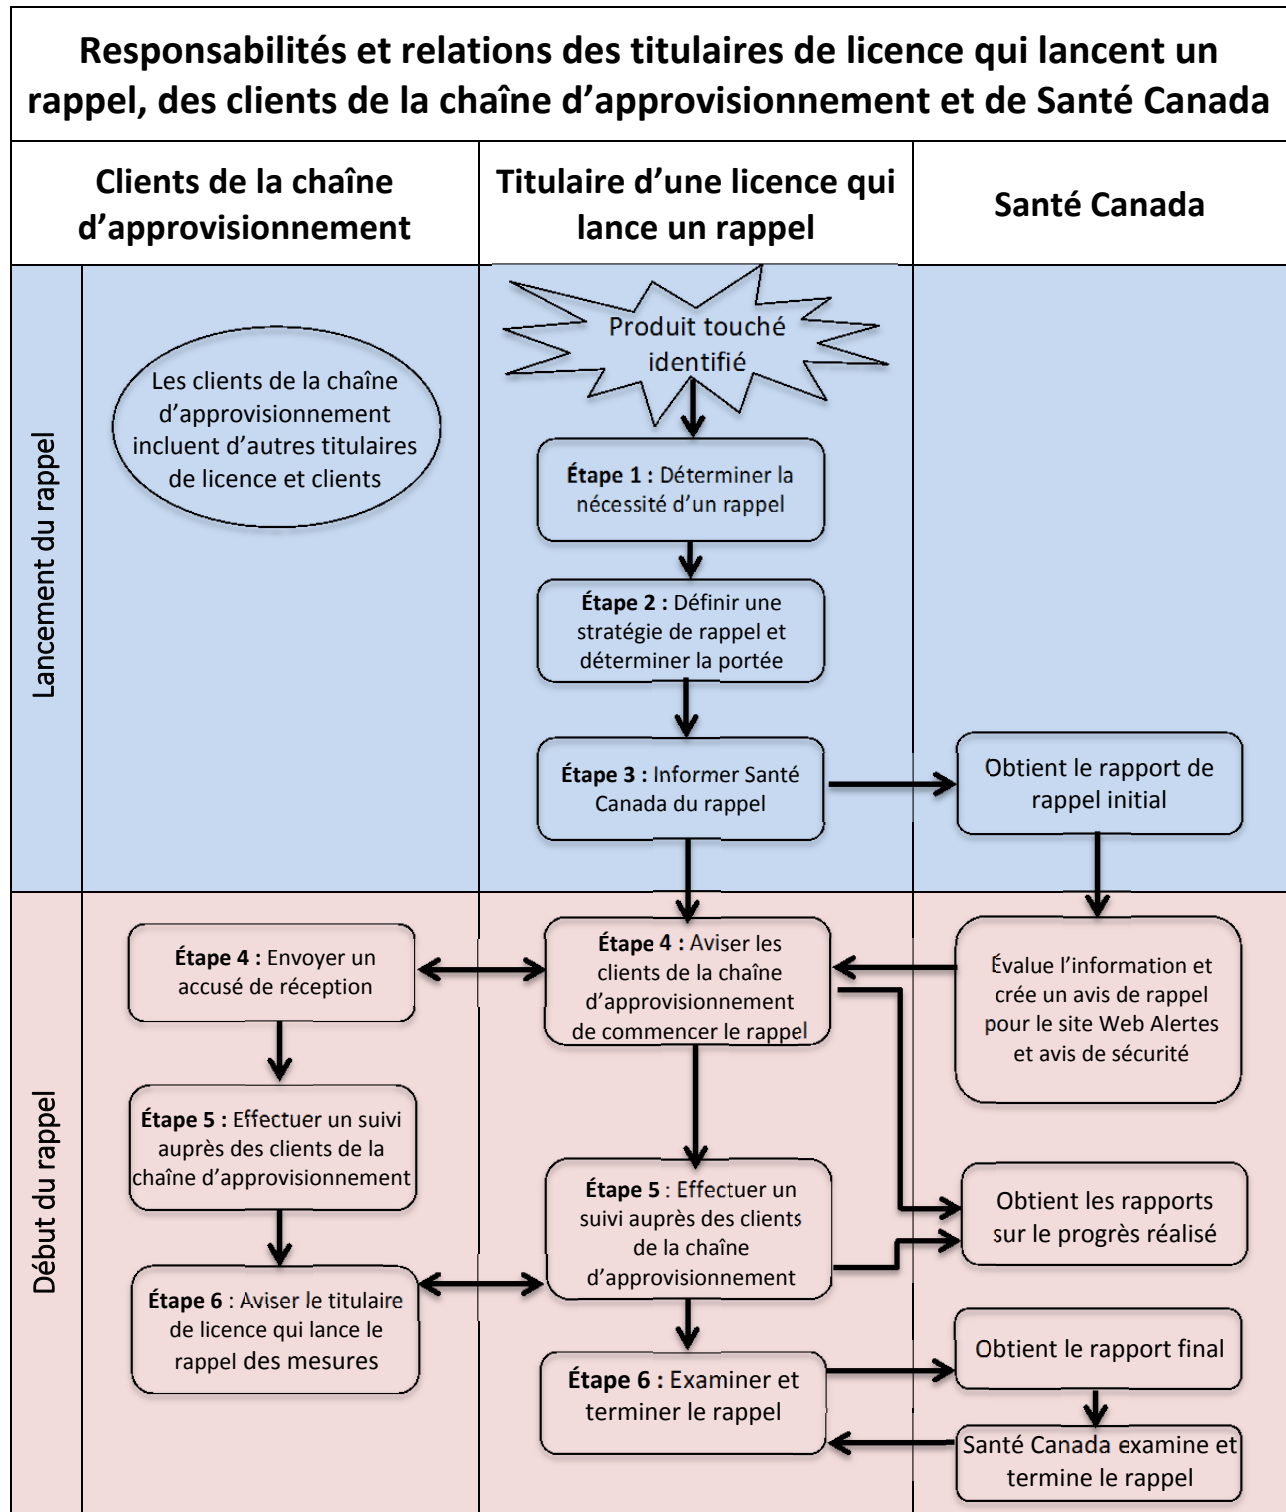 Responsabilités et relations des titulaires de licence qui lancent un
rappel, des clients de la chaîne d’approvisionnement et de Santé Canada
Clients de la chaîne
d’approvisionnement
Titulaire d’une licence qui
lance un rappel
Santé Canada
Lancement du rappel
Les clients de la chaîne
d’approvisionnement
incluent d’autres titulaires
de licence et clients
Produit touché
identifié
Étape 1 : Déterminer la
nécessité d’un rappel
Étape 2 : Définir une
stratégie de rappel et
déterminer la portée
Étape 3 : Informer Santé
Canada du rappel
Obtient le rapport de
rappel initial
Début du rappel
Étape 4 : Envoyer un
accusé de réception
Étape 5 : Effectuer un suivi
auprès des clients de la
chaîne d’approvisionnement
Étape 6 : Aviser le titulaire
de licence qui lance le
rappel des mesures
Étape 4 : Aviser les
clients de la chaîne
d’approvisionnement
de commencer le rappel
Étape 5 : Effectuer un
suivi auprès des clients
de la chaîne
d’approvisionnement
Étape 6 : Examiner et
terminer le rappel
Évalue l’information et
crée un avis de rappel
pour le site Web Alertes
et avis de sécurité
Obtient les rapports
sur le progrès réalisé
Obtient le rapport final
Santé Canada examine et
termine le rappel